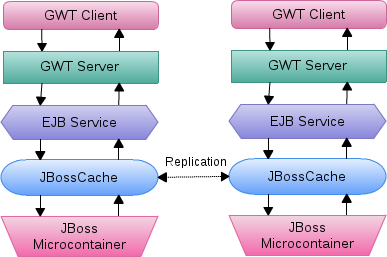 GWT Client
GWT Client
GWT Server
GWT Server
EJB Service
EJB Service
Replication
JBossCache
JBossCache
JBoss
Microcontainer
JBoss
Microcontainer